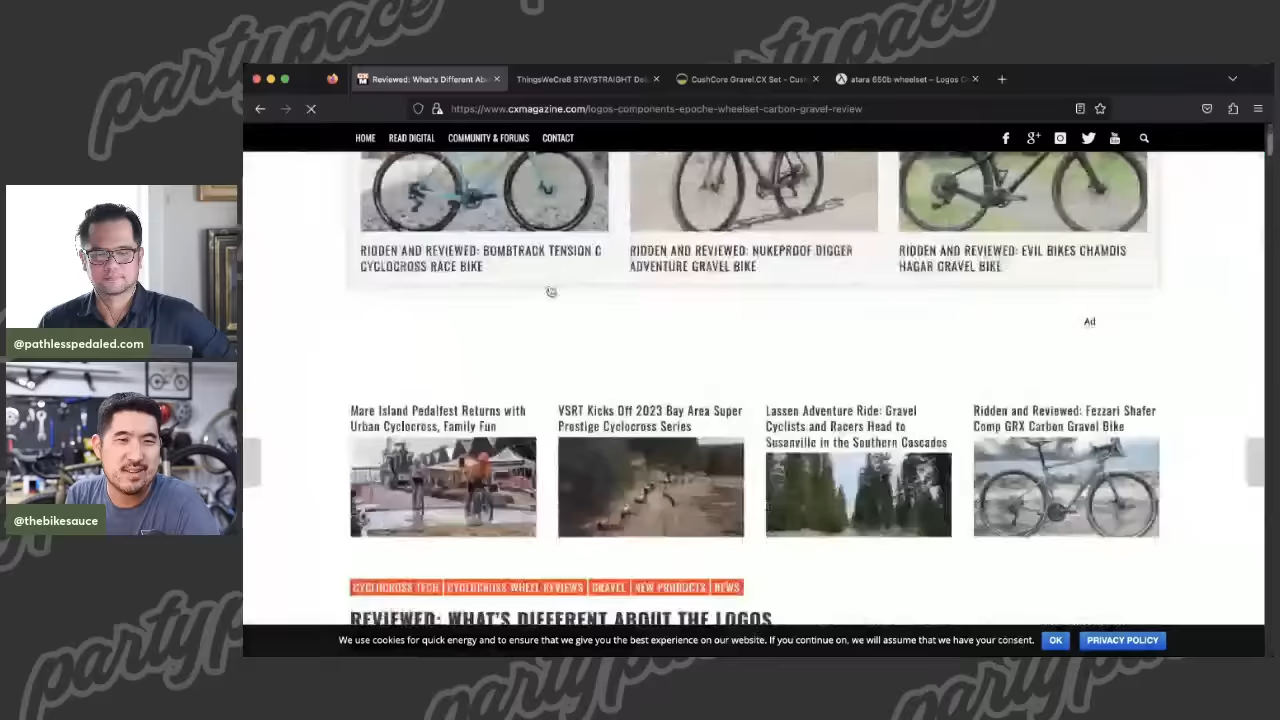 partypace
Reviewed: What's Different Ab
ThingsWeCre8 STAYSTRAIGHT De
CushCore Gravel.CX Set - Cus
atara 650b wheelset – Logos C
https://www.cxmagazine.com/logos-components-epoche-wheelset-carbon-gravel-review
HOME READ DIGITAL COMMUNITY & FORUMS CONTACT
RIDDEN AND REVIEWED: BOMBTRACK TENSION C
CYCLOCROSS RACE BIKE
RIDDEN AND REVIEWED: NUKEPROOF DIGGER
ADVENTURE GRAVEL BIKE
RIDDEN AND REVIEWED: EVIL BIKES CHAMOIS
HAGAR GRAVEL BIKE
Ad
@pathlesspedaled.com
@thebikesauce
Mare Island Pedalfest Returns with
Urban Cyclocross, Family Fun
VSRT Kicks Off 2023 Bay Area Super
Prestige Cyclocross Series
Lassen Adventure Ride: Gravel
Cyclists and Racers Head to
Susanville in the Southern Cascades
Ridden and Reviewed: Fezzari Shafer
Comp GRX Carbon Gravel Bike
CYCLOCROSS TECH CYCLOCROSS WHEEL REVIEWS GRAVEL NEW PRODUCTS NEWS
REVIEWED: WHAT'S DIFFERENT ABOUT THE LOGOS
We use cookies for quick energy and to ensure that we give you the best experience on our website. If you continue on, we will assume that we have your consent. OK PRIVACY POLICY
partypace
partypace
partypace